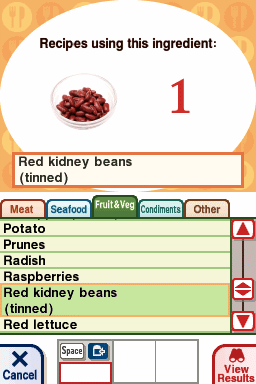 Recipes using this ingredient:
1
Red kidney beans
(tinned)
Meat
Seafood
Fruit&Veg
Condiments
Other
Potato
Prunes
Radish
Raspberries
Red kidney beans
(tinned)
Red lettuce
Cancel
Space
View
Results